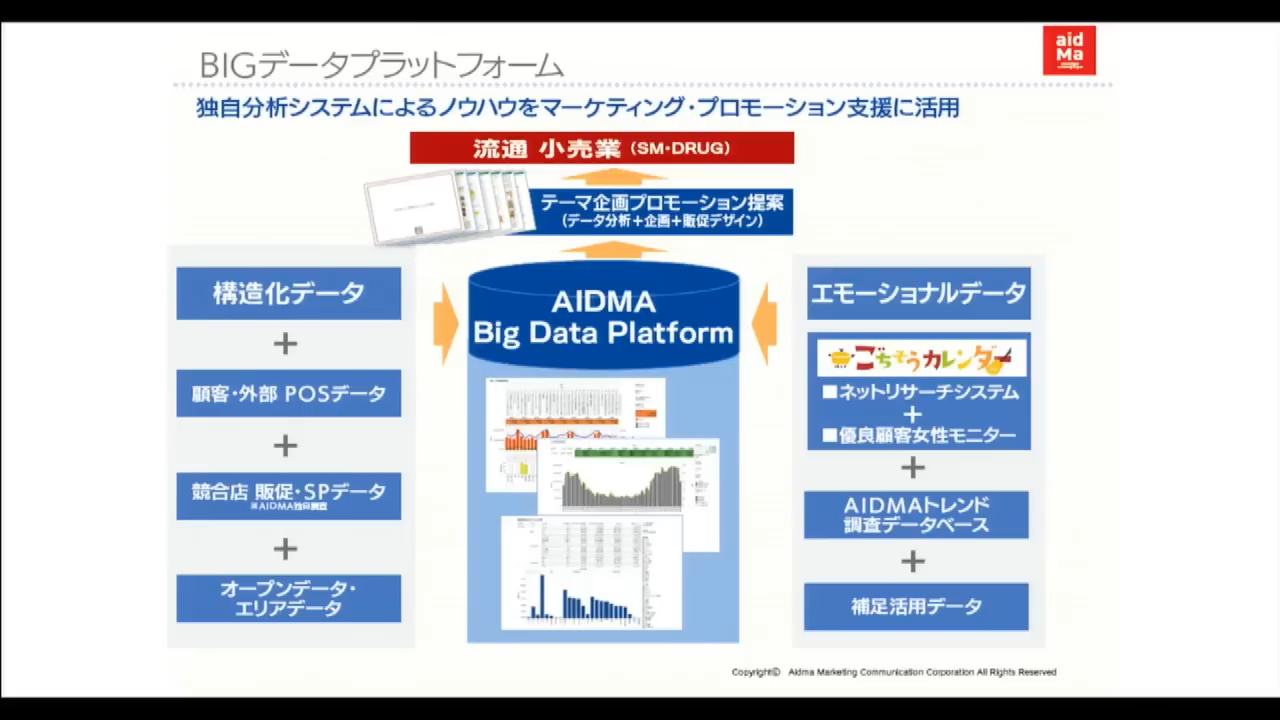 BIGデータプラットフォーム
aid
Ma
独自分析システムによるノウハウをマーケティング・プロモーション支援に活用
流通 小売業（SM・DRUG）
テーマ企画プロモーション提案
（データ分析＋企画＋販促デザイン）
構造化データ
＋
顧客・外部 POSデータ
＋
競合店 販促・SPデータ
※AIDMA独自調査
＋
オープンデータ・
エリアデータ
AIDMA
Big Data Platform
エモーショナルデータ
ごちそうカレンダー
■ネットリサーチシステム
＋
■優良顧客女性モニター
＋
AIDMAトレンド
調査データベース
＋
補足活用データ
Copyright© Aidma Marketing Communication Corporation All Rights Reserved